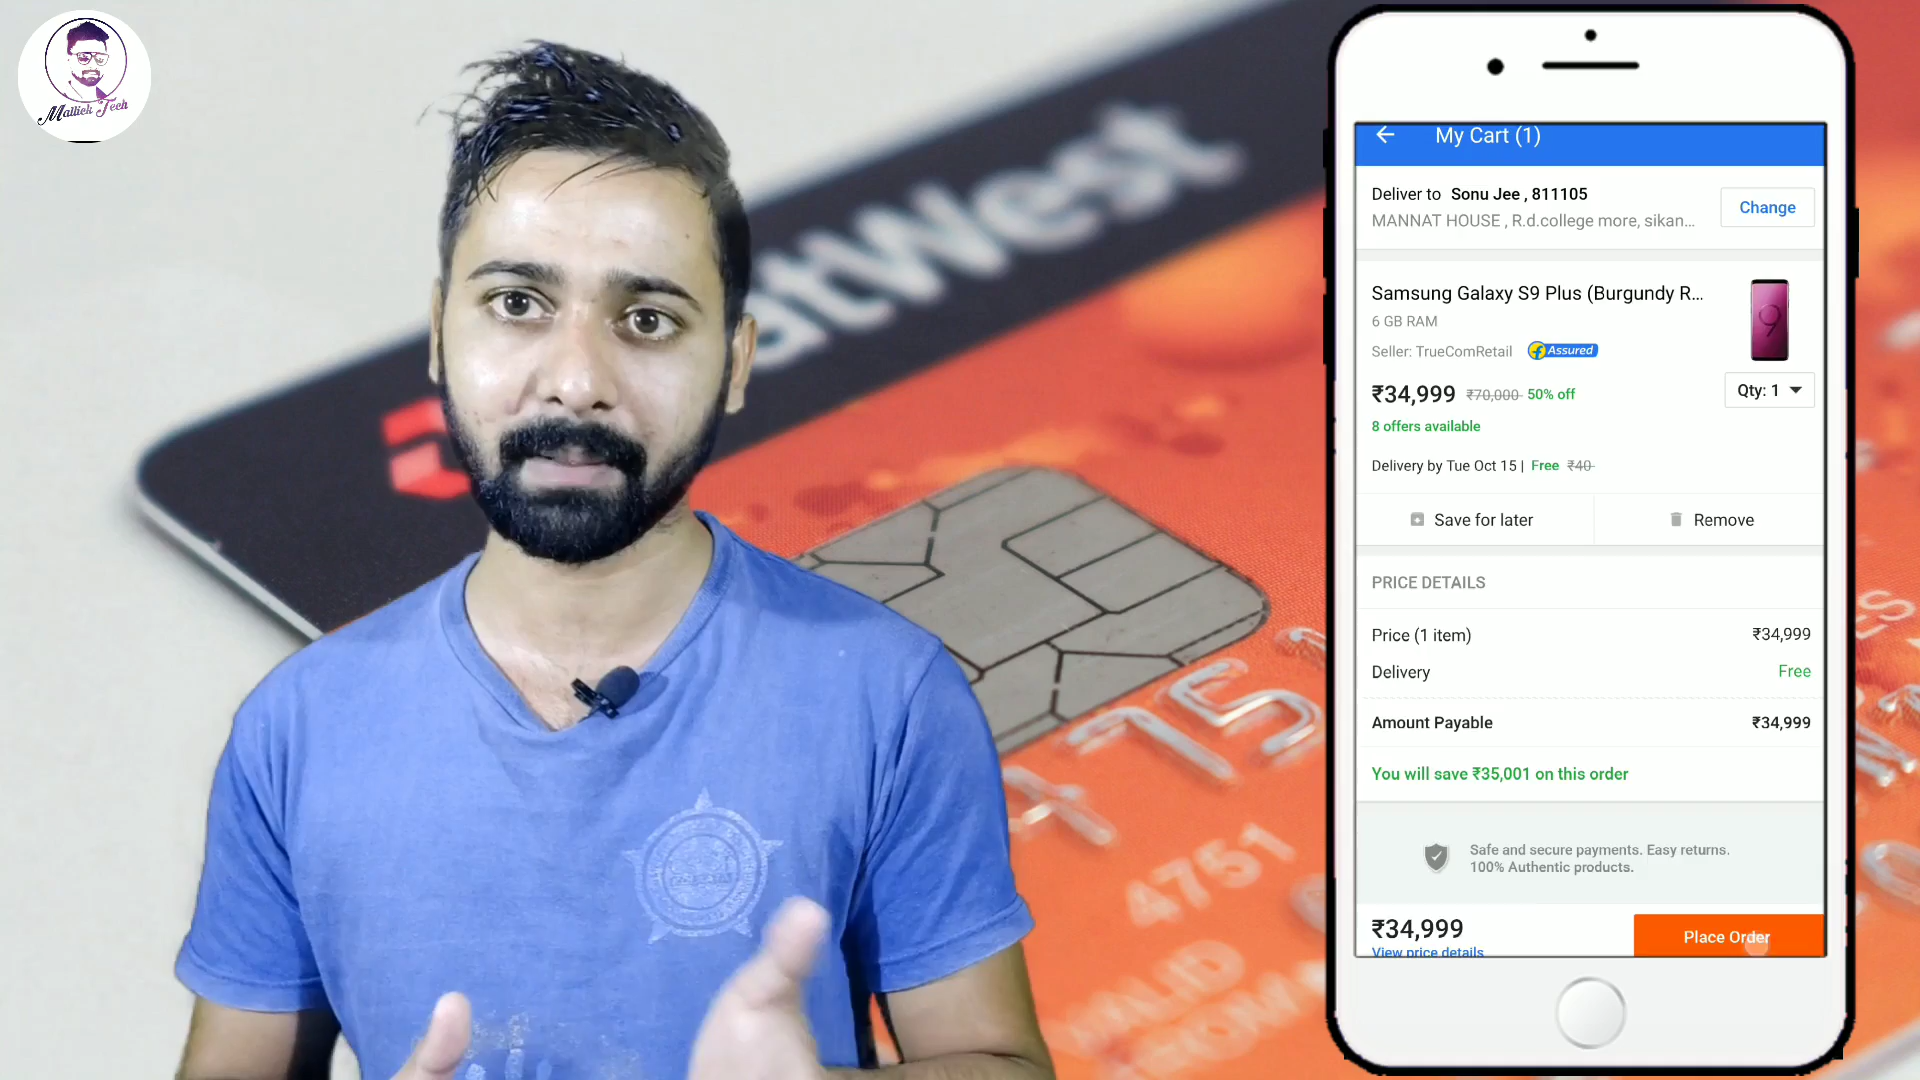 Mallick Tech
atWest
4751
My Cart (1)
Deliver to Sonu Jee , 811105
MANNAT HOUSE , R.d.college more, sikan...
Change
Samsung Galaxy S9 Plus (Burgundy R...
6 GB RAM
Seller: TrueComRetail Assured
₹34,999 ₹70,000 50% off
Qty: 1
8 offers available
Delivery by Tue Oct 15 | Free ₹40
Save for later
Remove
PRICE DETAILS
Price (1 item) ₹34,999
Delivery Free
Amount Payable ₹34,999
You will save ₹35,001 on this order
Safe and secure payments. Easy returns.
100% Authentic products.
₹34,999
View price details
Place Order